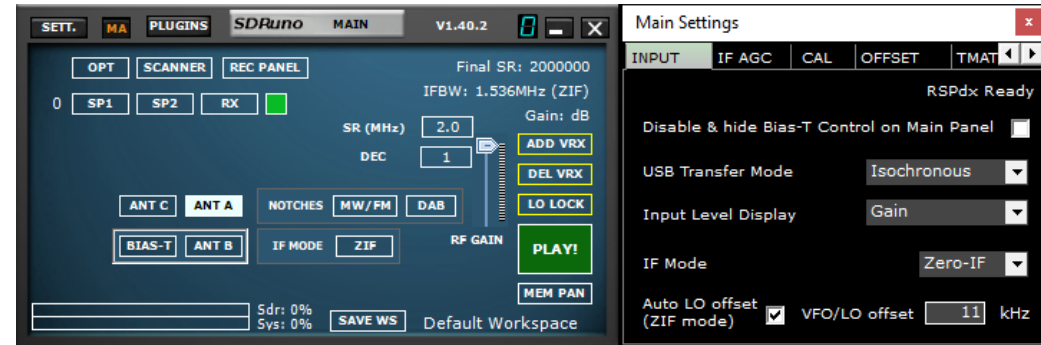 SETT. MA PLUGINS SDRuno MAIN V1.40.2 0 X
OPT SCANNER REC PANEL Final SR: 2000000
IFBW: 1.536MHz (ZIF)
0 SP1 SP2 RX Gain: dB
SR (MHz) 2.0 ADD VRX
DEC 1
DEL VRX
ANT C ANT A NOTCHES MW/FM DAB LO LOCK
BIAS-T ANT B IF MODE ZIF RF GAIN PLAY!
MEM PAN
Sdr: 0%
Sys: 0% SAVE WS Default Workspace
Main Settings x
INPUT IF AGC CAL OFFSET TMAT
RSPdx Ready
Disable & hide Bias-T Control on Main Panel
USB Transfer Mode Isochronous
Input Level Display Gain
IF Mode Zero-IF
Auto LO offset
(ZIF mode) VFO/LO offset 11 kHz